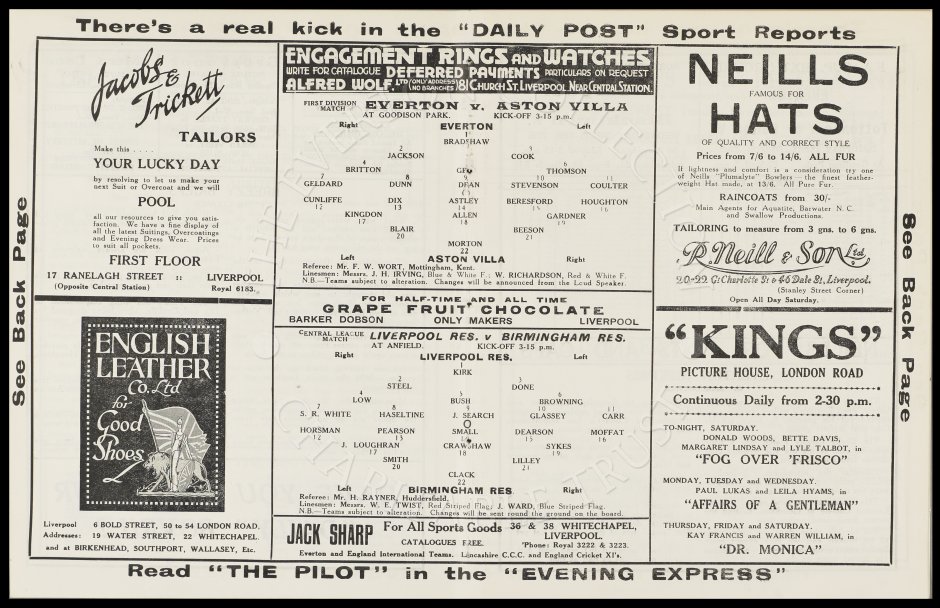 There's a real kick in the "DAILY POST" Sport Reports
See Back Page
Jacobs & Trickett
TAILORS
Make this . . . . .
YOUR LUCKY DAY
by resolving to let us make your
next Suit or Overcoat and we will
POOL
all our resources to give you satis-
faction. We have a fine display of
all the latest Suitings, Overcoatings
and Evening Dress Wear. Prices
to suit all pockets.
FIRST FLOOR
17 RANELAGH STREET :: LIVERPOOL
(Opposite Central Station) Royal 6183.
ENGLISH
LEATHER
Co. Ltd
for
Good
Shoes
Liverpool 6 BOLD STREET, 50 to 54 LONDON ROAD.
Addresses: 19 WATER STREET, 22 WHITECHAPEL.
and at BIRKENHEAD, SOUTHPORT, WALLASEY, Etc.
ENGAGEMENT RINGS AND WATCHES
WRITE FOR CATALOGUE DEFERRED PAYMENTS PARTICULARS ON REQUEST
ALFRED WOLF, LTD (ONLY ADDRESS NO BRANCHES) 81 CHURCH ST. LIVERPOOL. NEAR CENTRAL STATION.
FIRST DIVISION MATCH EVERTON v. ASTON VILLA
AT GOODISON PARK. KICK-OFF 3-15 p.m.
Right EVERTON Left
1
BRADSHAW
2 3
JACKSON COOK
4 5 6
BRITTON GEE THOMSON
7 8 9 10 11
GELDARD DUNN DEAN STEVENSON COULTER
CUNLIFFE DIX ASTLEY BERESFORD HOUGHTON
12 13 14 15 16
KINGDON ALLEN GARDNER
17 18 19
BLAIR BEESON
20 21
MORTON
22
Left ASTON VILLA Right
Referee: Mr. F. W. WORT, Mottingham, Kent.
Linesmen: Messrs. J. H. IRVING, Blue & White F.; W. RICHARDSON, Red & White F.
N.B.—Teams subject to alteration. Changes will be announced from the Loud Speaker.
FOR HALF-TIME AND ALL TIME
GRAPE FRUIT CHOCOLATE
BARKER DOBSON ONLY MAKERS LIVERPOOL
CENTRAL LEAGUE MATCH LIVERPOOL RES. v BIRMINGHAM RES.
AT ANFIELD. KICK-OFF 3-15 p.m.
Right LIVERPOOL RES. Left
1
KIRK
2 3
STEEL DONE
4 5 6
LOW BUSH BROWNING
7 8 9 10 11
S. R. WHITE HASELTINE J. SEARCH GLASSEY CARR
HORSMAN PEARSON SMALL DEARSON MOFFAT
12 13 15 16
J. LOUGHRAN CRAWSHAW SYKES
17 18 19
SMITH LILLEY
20 21
CLACK
22
Left BIRMINGHAM RES. Right
Referee: Mr. H. RAYNER, Huddersfield.
Linesmen: Messrs. W. E. TWIST, Red Striped Flag; J. WARD, Blue Striped Flag.
N.B.—Teams subject to alteration. Changes will be sent round the ground on the board.
JACK SHARP For All Sports Goods 36 & 38 WHITECHAPEL, LIVERPOOL.
CATALOGUES FREE. 'Phone: Royal 3222 & 3223.
Everton and England International Teams. Lincashire C.C.C. and England Cricket XI's.
NEILLS
FAMOUS FOR
HATS
OF QUALITY AND CORRECT STYLE
Prices from 7/6 to 14/6. ALL FUR
If lightness and comfort is a consideration try one
of Neills "Plumalyte" Bowlers—the finest feather-
weight Hat made, at 13/6. All Pure Fur.
RAINCOATS from 30/-
Main Agents for Aquatite, Barwater N. C.
and Swallow Productions.
TAILORING to measure from 3 gns. to 6 gns.
R. Neill & Son Ltd.
20-22 Gt Charlotte St & 46 Dale St, Liverpool.
(Stanley Street Corner)
Open All Day Saturday.
"KINGS"
PICTURE HOUSE, LONDON ROAD
Continuous Daily from 2-30 p.m.
TO-NIGHT, SATURDAY.
DONALD WOODS, BETTE DAVIS,
MARGARET LINDSAY and LYLE TALBOT, in
"FOG OVER 'FRISCO"
MONDAY, TUESDAY and WEDNESDAY.
PAUL LUKAS and LEILA HYAMS, in
"AFFAIRS OF A GENTLEMAN"
THURSDAY, FRIDAY and SATURDAY.
KAY FRANCIS and WARREN WILLIAM, in
"DR. MONICA"
See Back Page
Read "THE PILOT" in the "EVENING EXPRESS"